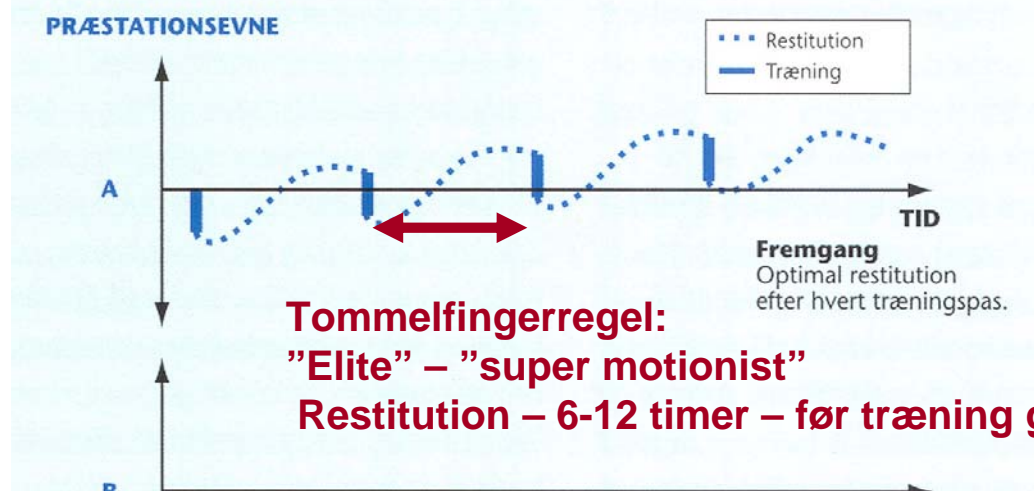 PRÆSTATIONSEVNE
Restitution
Træning
A
TID
Fremgang
Optimal restitution
efter hvert træningspas.
Tommelfingerregel:
”Elite” – ”super motionist”
Restitution – 6-12 timer – før træning